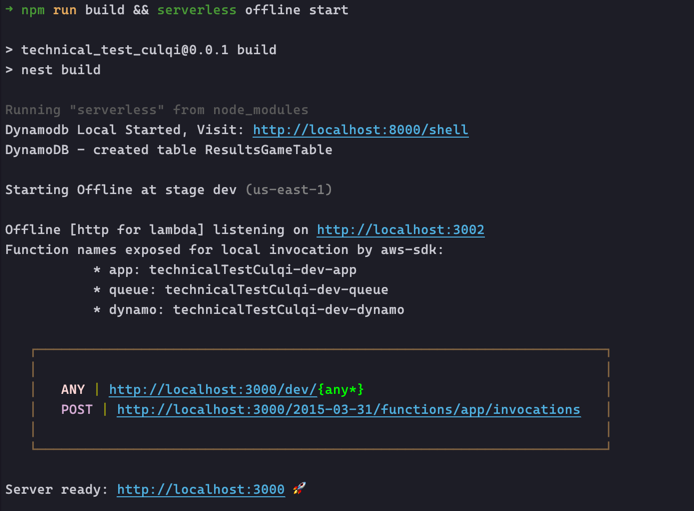 ➜ npm run build && serverless offline start
> technical_test_culqi@0.0.1 build
> nest build
Running "serverless" from node_modules
Dynamodb Local Started, Visit: http://localhost:8000/shell
DynamoDB - created table ResultsGameTable
Starting Offline at stage dev (us-east-1)
Offline [http for lambda] listening on http://localhost:3002
Function names exposed for local invocation by aws-sdk:
* app: technicalTestCulqi-dev-app
* queue: technicalTestCulqi-dev-queue
* dynamo: technicalTestCulqi-dev-dynamo
ANY | http://localhost:3000/dev/{any*}
POST | http://localhost:3000/2015-03-31/functions/app/invocations
Server ready: http://localhost:3000 🚀